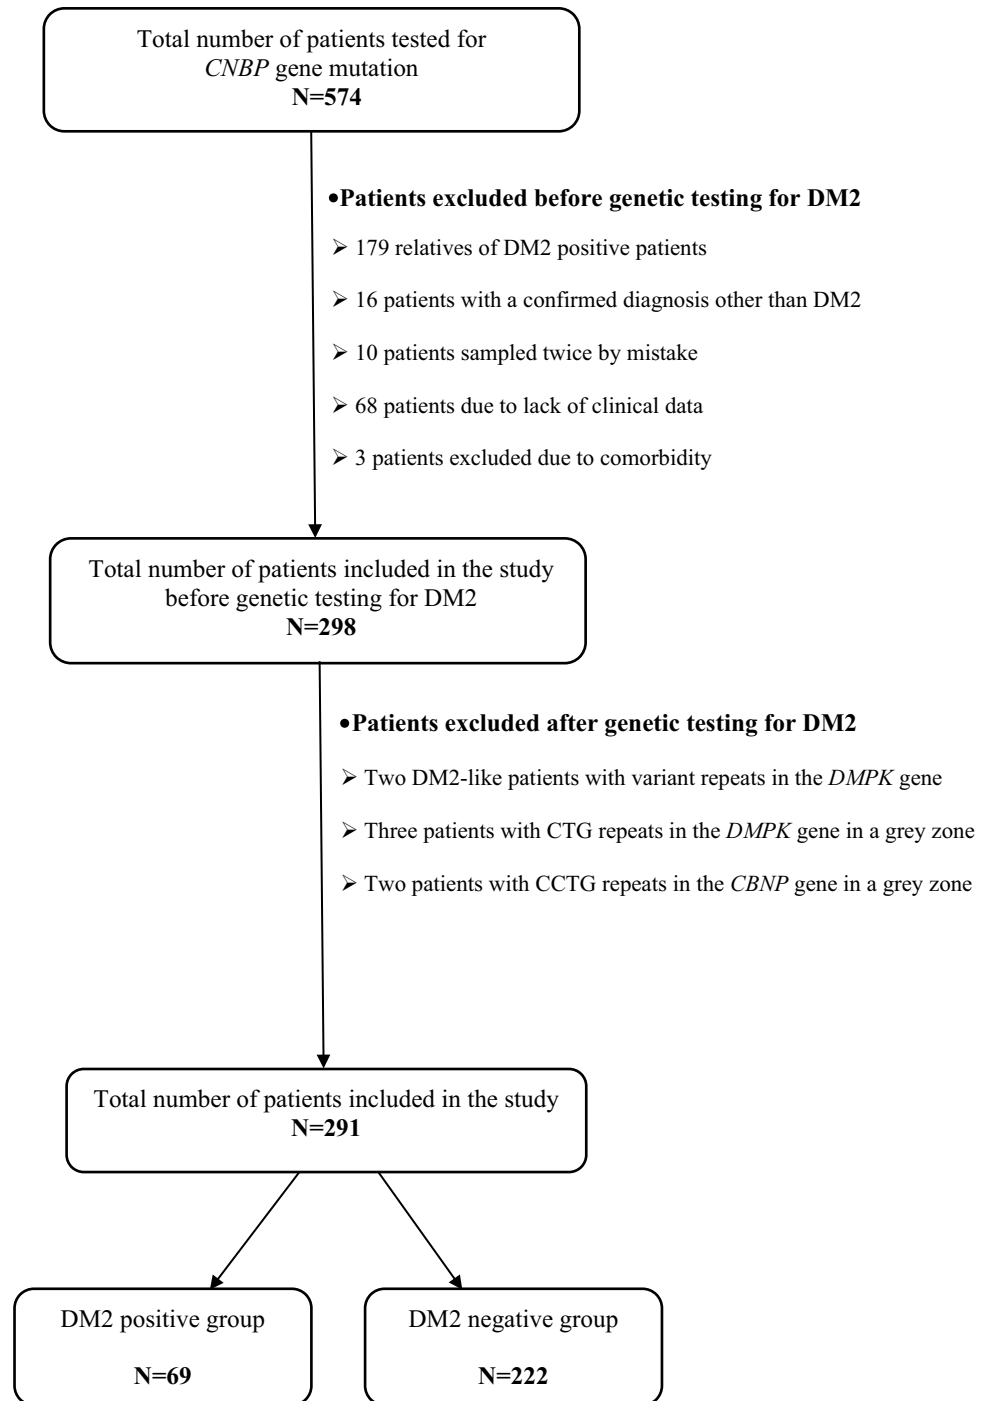 Total number of patients tested for
CNBP gene mutation
N=574
•Patients excluded before genetic testing for DM2
➢ 179 relatives of DM2 positive patients
➢ 16 patients with a confirmed diagnosis other than DM2
➢ 10 patients sampled twice by mistake
➢ 68 patients due to lack of clinical data
➢ 3 patients excluded due to comorbidity
Total number of patients included in the study
before genetic testing for DM2
N=298
•Patients excluded after genetic testing for DM2
➢ Two DM2-like patients with variant repeats in the DMPK gene
➢ Three patients with CTG repeats in the DMPK gene in a grey zone
➢ Two patients with CCTG repeats in the CBNP gene in a grey zone
Total number of patients included in the study
N=291
DM2 positive group
N=69
DM2 negative group
N=222